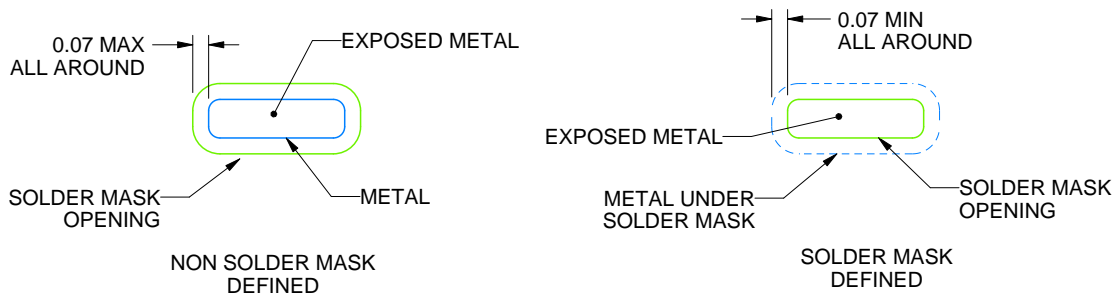 0.07 MAX
ALL AROUND
EXPOSED METAL
SOLDER MASK
OPENING
METAL
NON SOLDER MASK
DEFINED
0.07 MIN
ALL AROUND
EXPOSED METAL
METAL UNDER
SOLDER MASK
SOLDER MASK
OPENING
SOLDER MASK
DEFINED